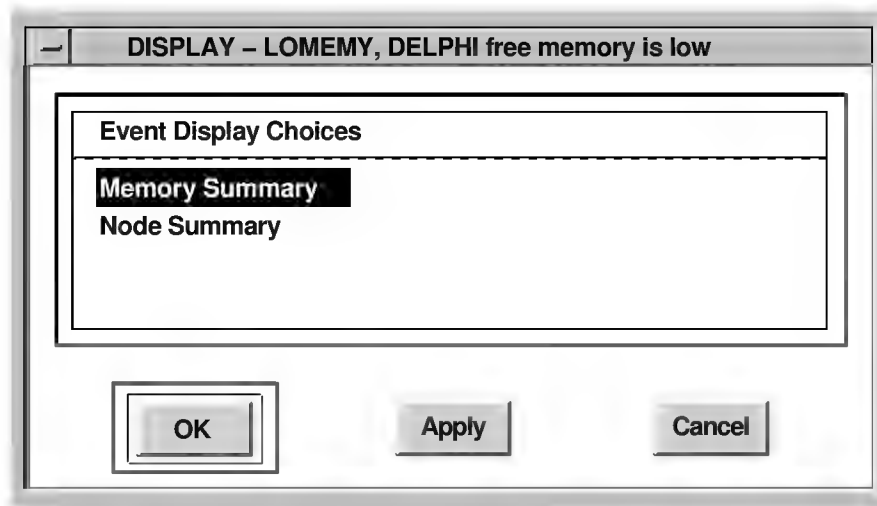 DISPLAY – LOMEMY, DELPHI free memory is low
Event Display Choices
Memory Summary
Node Summary
OK
Apply
Cancel